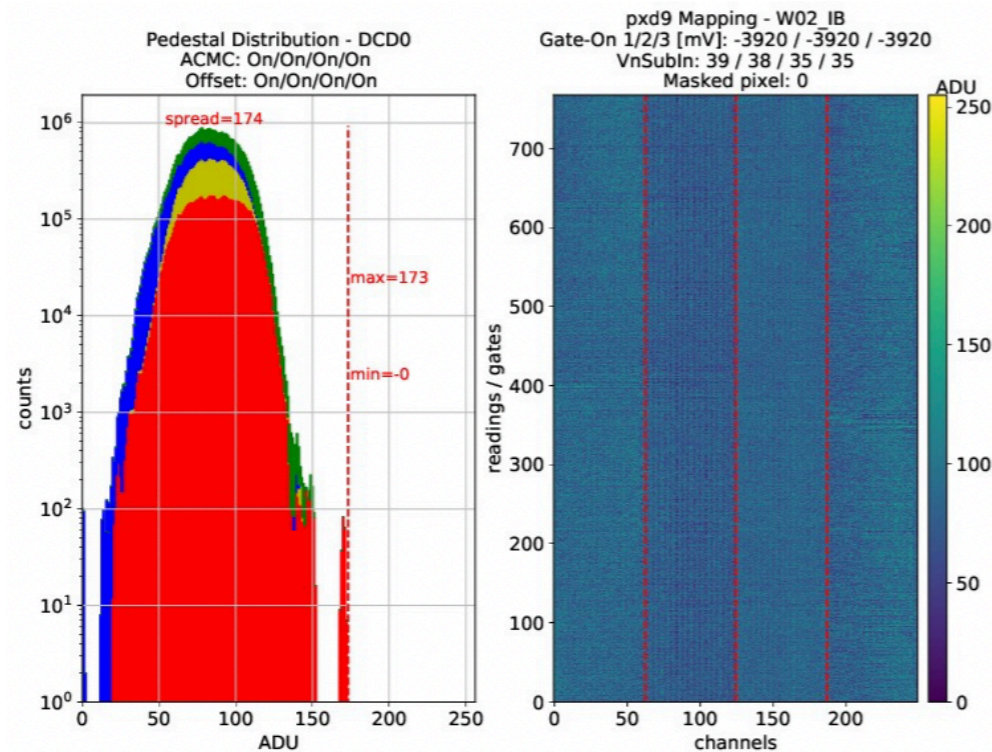 Pedestal Distribution - DCD0
ACMC: On/On/On/On
Offset: On/On/On/On
spread=174
max=173
min=-0
10⁶
10⁵
10⁴
10³
10²
10¹
10⁰
counts
0 50 100 150 200 250
ADU
pxd9 Mapping - W02_IB
Gate-On 1/2/3 [mV]: -3920 / -3920 / -3920
VnSubIn: 39 / 38 / 35 / 35
Masked pixel: 0
700
600
500
400
300
200
100
0
readings / gates
0 50 100 150 200
channels
ADU
250
200
150
100
50
0